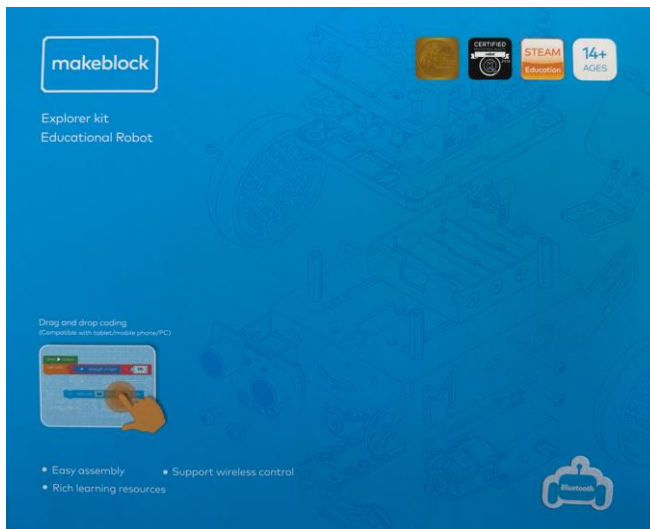 makeblock
CERTIFIED
STEAM
Education
14+
AGES
Explorer kit
Educational Robot
Drag and drop coding
(Compatible with tablet/mobile phone/PC)
Easy assembly
Support wireless control
Rich learning resources
Bluetooth